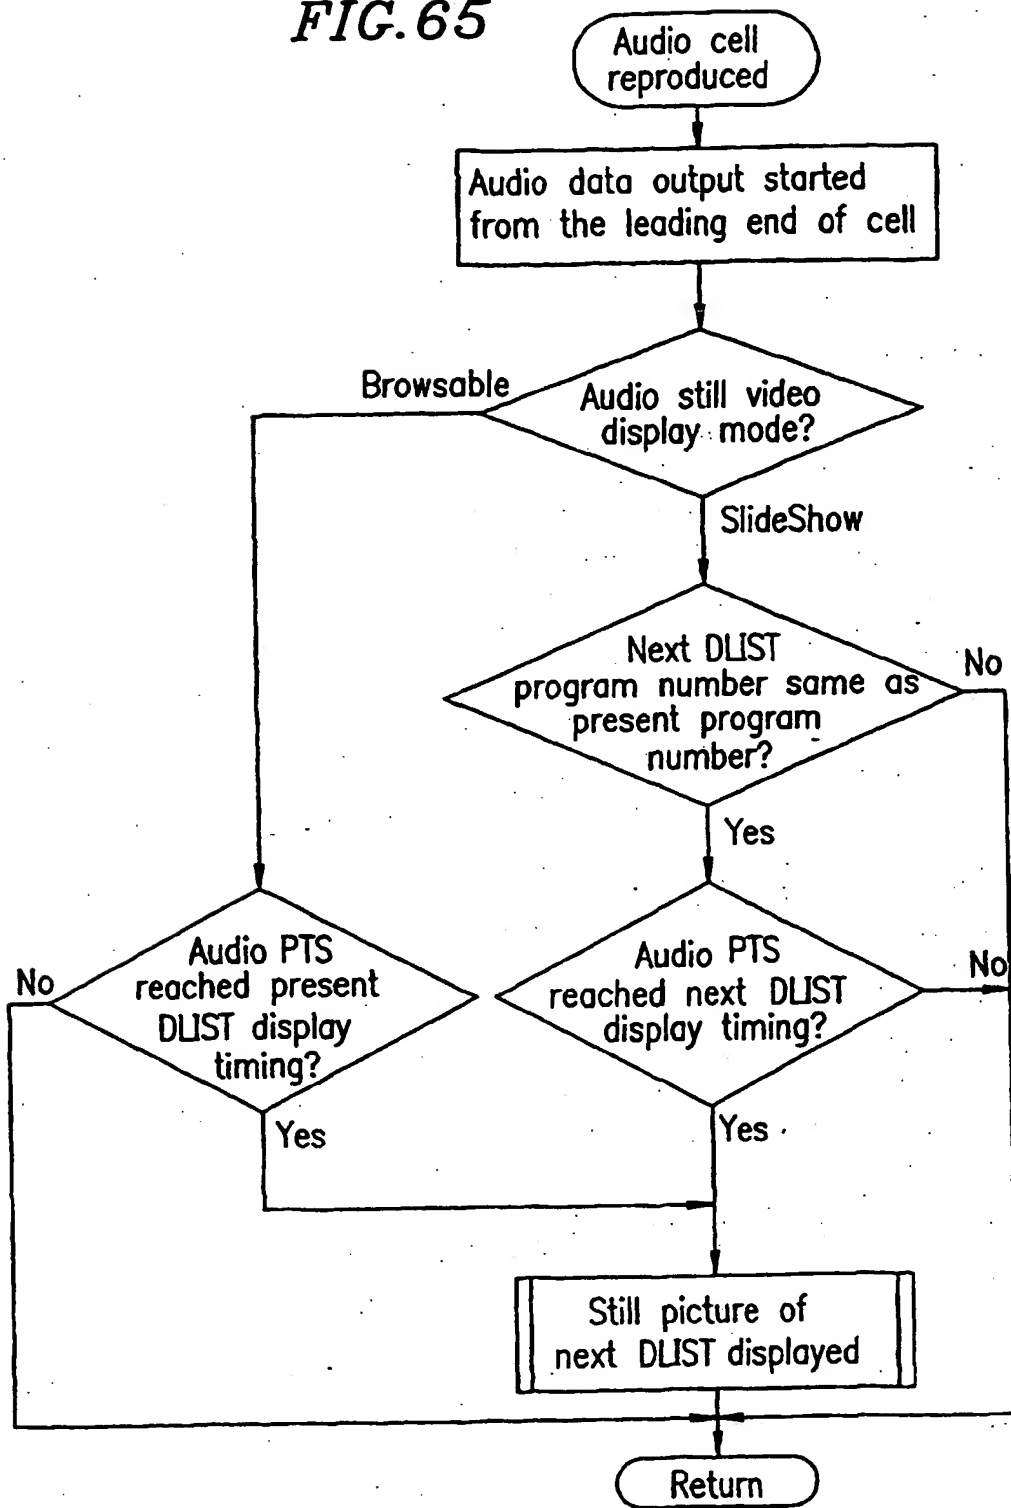 FIG.65
Audio cell
reproduced
Audio data output started
from the leading end of cell
Browsable
Audio still video
display mode?
SlideShow
Next DLIST
program number same as
present program
number?
No
Yes
No
Audio PTS
reached present
DLIST display
timing?
Audio PTS
reached next DLIST
display timing?
No
Yes
Yes
Still picture of
next DLIST displayed
Return